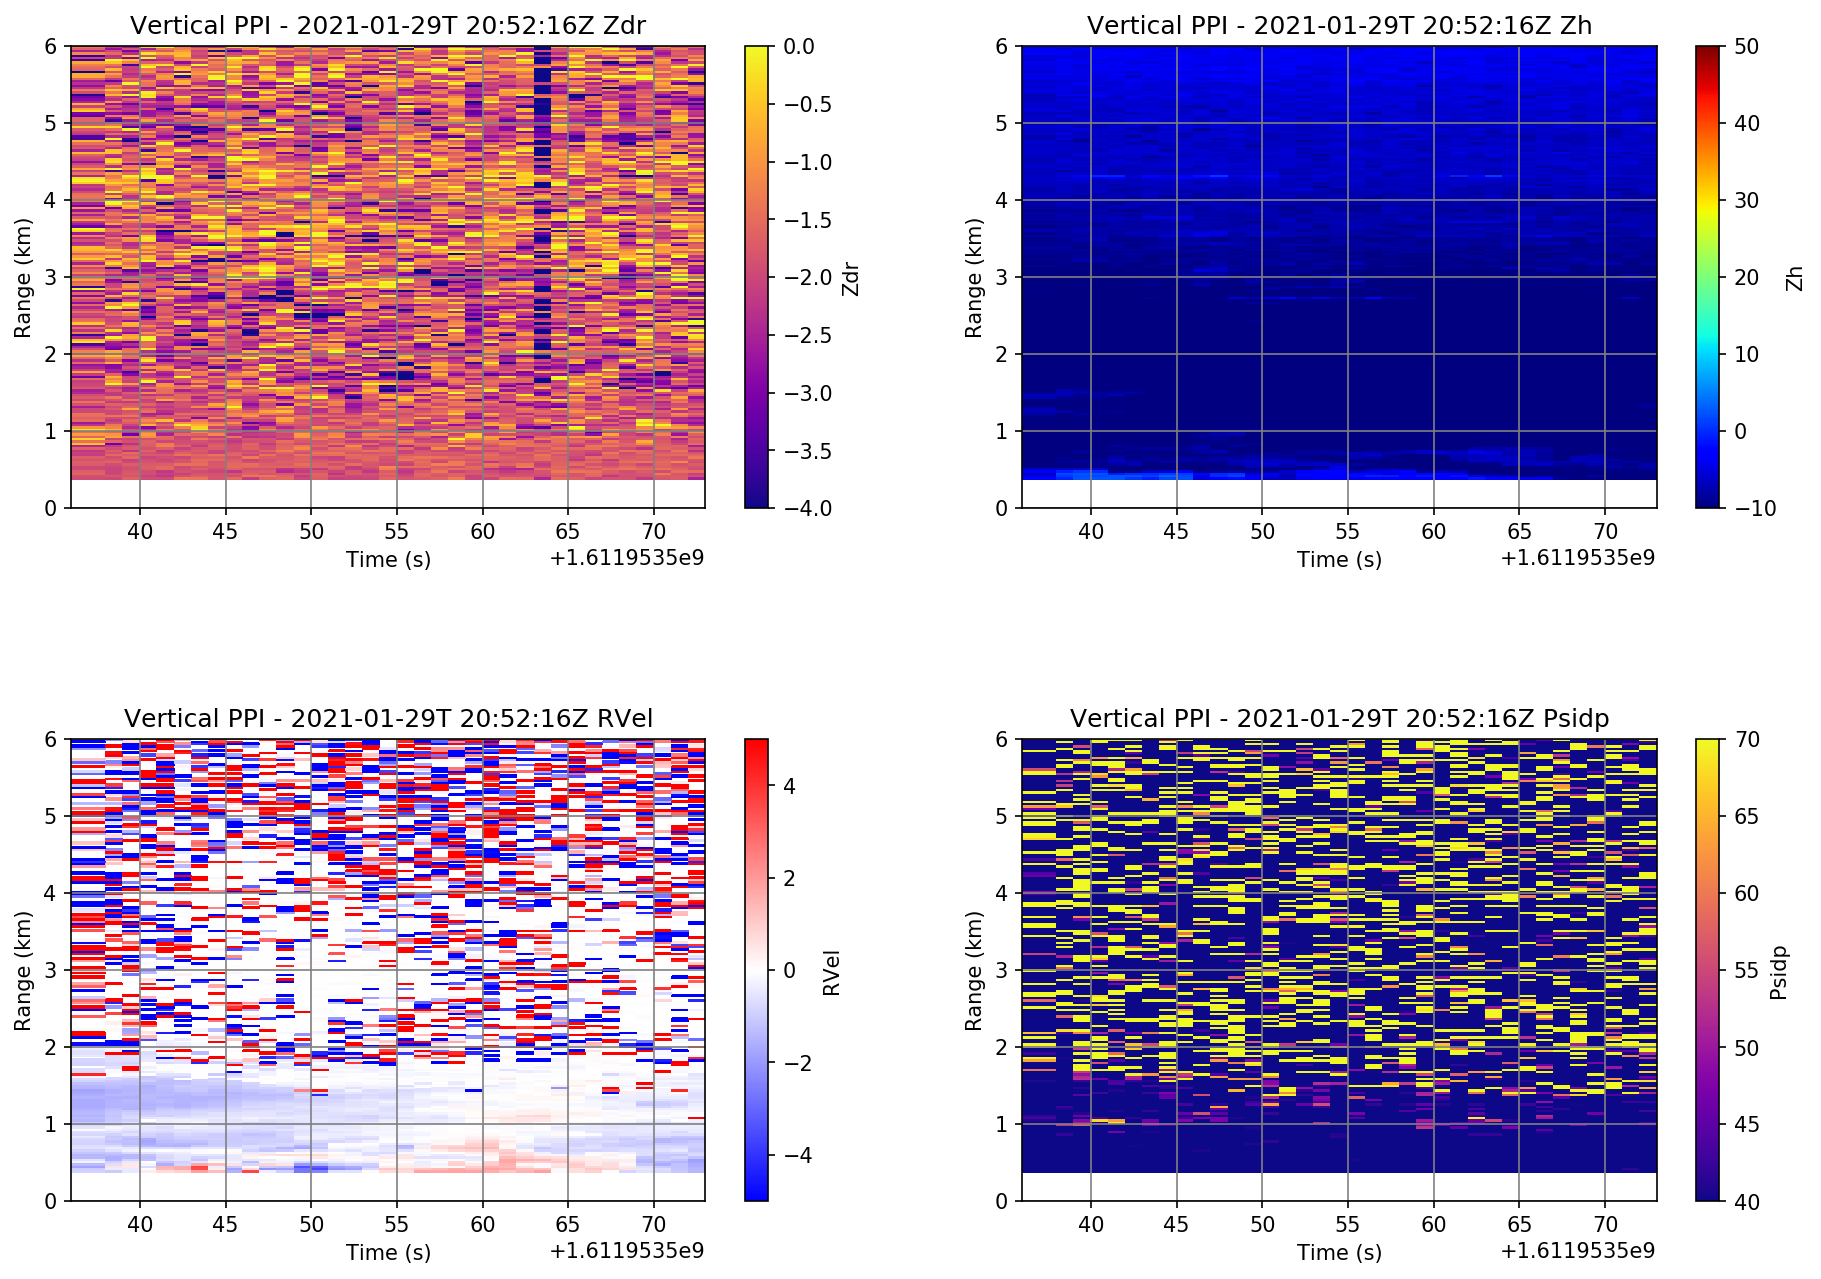 Vertical PPI - 2021-01-29T 20:52:16Z Zdr
6
5
4
3
2
1
0
Range (km)
40 45 50 55 60 65 70
Time (s)
+1.6119535e9
0.0
−0.5
−1.0
−1.5
−2.0
−2.5
−3.0
−3.5
−4.0
Zdr
Vertical PPI - 2021-01-29T 20:52:16Z Zh
6
5
4
3
2
1
0
Range (km)
40 45 50 55 60 65 70
Time (s)
+1.6119535e9
50
40
30
20
10
0
−10
Zh
Vertical PPI - 2021-01-29T 20:52:16Z RVel
6
5
4
3
2
1
0
Range (km)
40 45 50 55 60 65 70
Time (s)
+1.6119535e9
4
2
0
−2
−4
RVel
Vertical PPI - 2021-01-29T 20:52:16Z Psidp
6
5
4
3
2
1
0
Range (km)
40 45 50 55 60 65 70
Time (s)
+1.6119535e9
70
65
60
55
50
45
40
Psidp